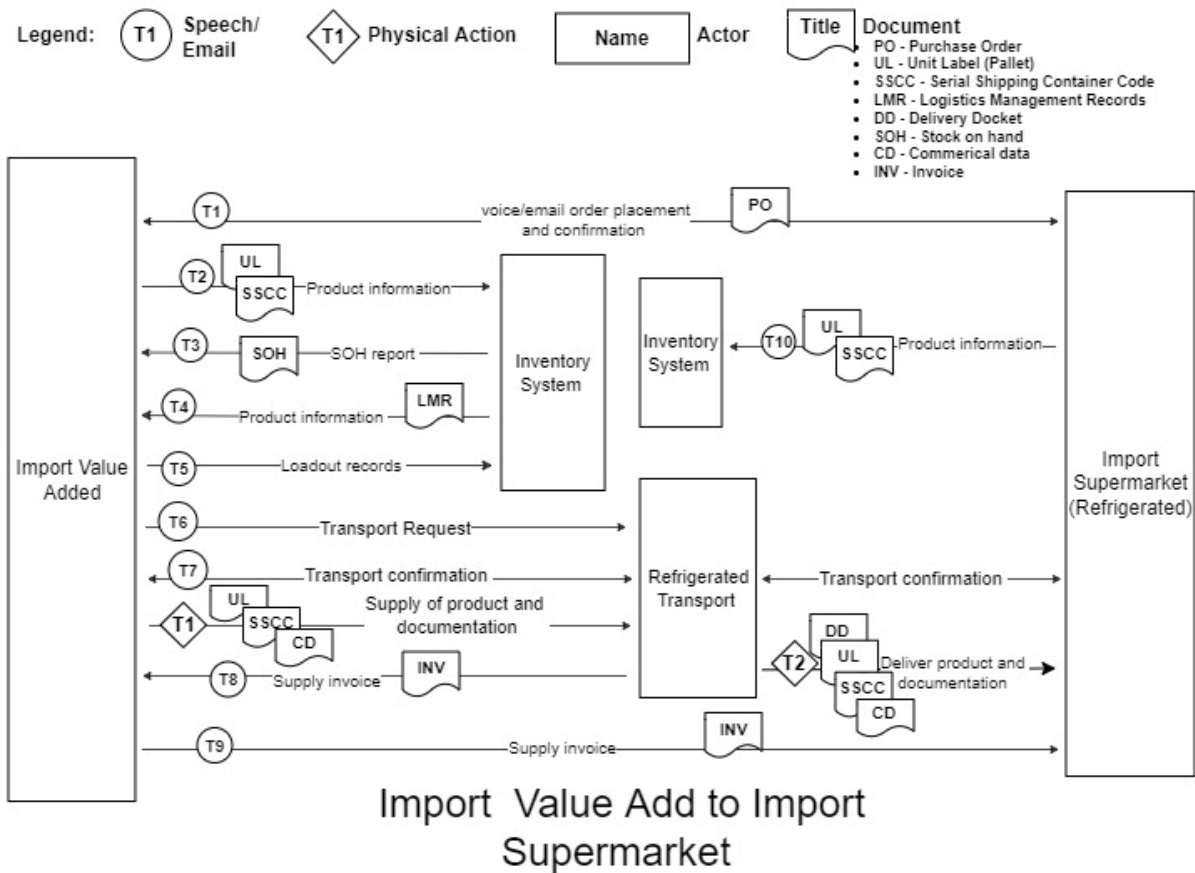 Legend:
T1
Speech/
Email
T1
Physical Action
Name
Actor
Title
Document
• PO - Purchase Order
• UL - Unit Label (Pallet)
• SSCC - Serial Shipping Container Code
• LMR - Logistics Management Records
• DD - Delivery Docket
• SOH - Stock on hand
• CD - Commerical data
• INV - Invoice
Import Value
Added
T1
voice/email order placement
and confirmation
PO
T2
UL
SSCC
Product information
T3
SOH
SOH report
T4
Product information
LMR
T5
Loadout records
Inventory
System
Inventory
System
T10
UL
SSCC
Product information
Import
Supermarket
(Refrigerated)
T6
Transport Request
T7
Transport confirmation
Refrigerated
Transport
Transport confirmation
T1
UL
SSCC
CD
Supply of product and
documentation
T2
DD
UL
SSCC
CD
Deliver product and
documentation
T8
Supply invoice
INV
T9
Supply invoice
INV
Import Value Add to Import
Supermarket